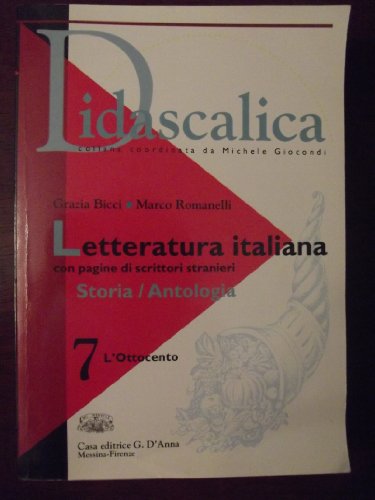 Didascalica
collana coordinata da Michele Giocondi
Grazia Bicci Marco Romanelli
Letteratura italiana
con pagine di scrittori stranieri
Storia / Antologia
7 L'Ottocento
Casa editrice G. D'Anna
Messina-Firenze